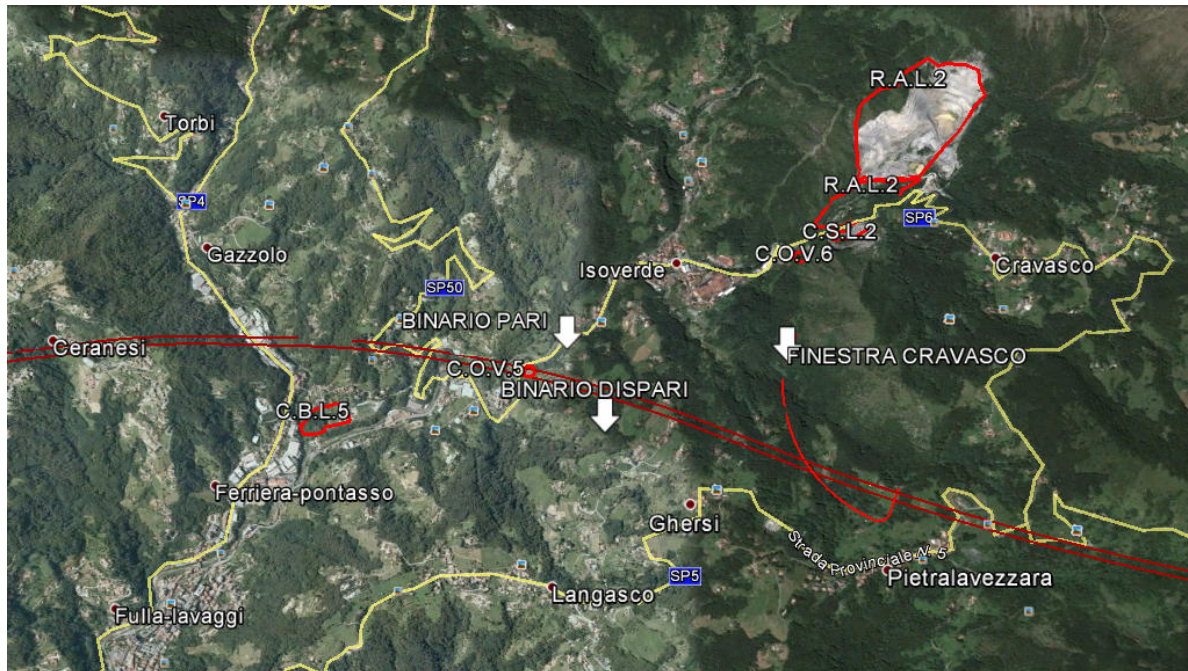 R.A.L.2
Torbi
SP4
R.A.L.2
SP6
C.S.L.2
Gazzolo
C.O.V.6
Isoverde
Cravasco
SP50
BINARIO PARI
Ceranesi
FINESTRA CRAVASCO
C.O.V.5
BINARIO DISPARI
C.B.L.5
Ferriera-pontasso
Ghersi
Strada Provinciale N. 5
SP5
Pietralavezzara
Langasco
Fulla-lavaggi